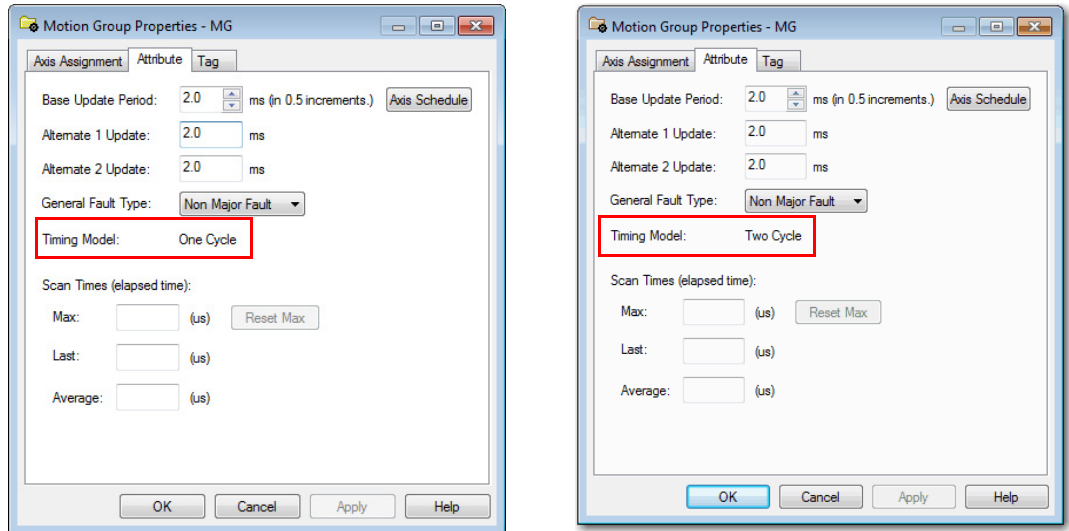 Motion Group Properties - MG
Axis Assignment Attribute Tag
Base Update Period: 2.0 ms (in 0.5 increments.) Axis Schedule
Alternate 1 Update: 2.0 ms
Alternate 2 Update: 2.0 ms
General Fault Type: Non Major Fault
Timing Model: One Cycle
Scan Times (elapsed time):
Max: (us) Reset Max
Last: (us)
Average: (us)
OK Cancel Apply Help
Motion Group Properties - MG
Axis Assignment Attribute Tag
Base Update Period: 2.0 ms (in 0.5 increments.) Axis Schedule
Alternate 1 Update: 2.0 ms
Alternate 2 Update: 2.0 ms
General Fault Type: Non Major Fault
Timing Model: Two Cycle
Scan Times (elapsed time):
Max: (us) Reset Max
Last: (us)
Average: (us)
OK Cancel Apply Help